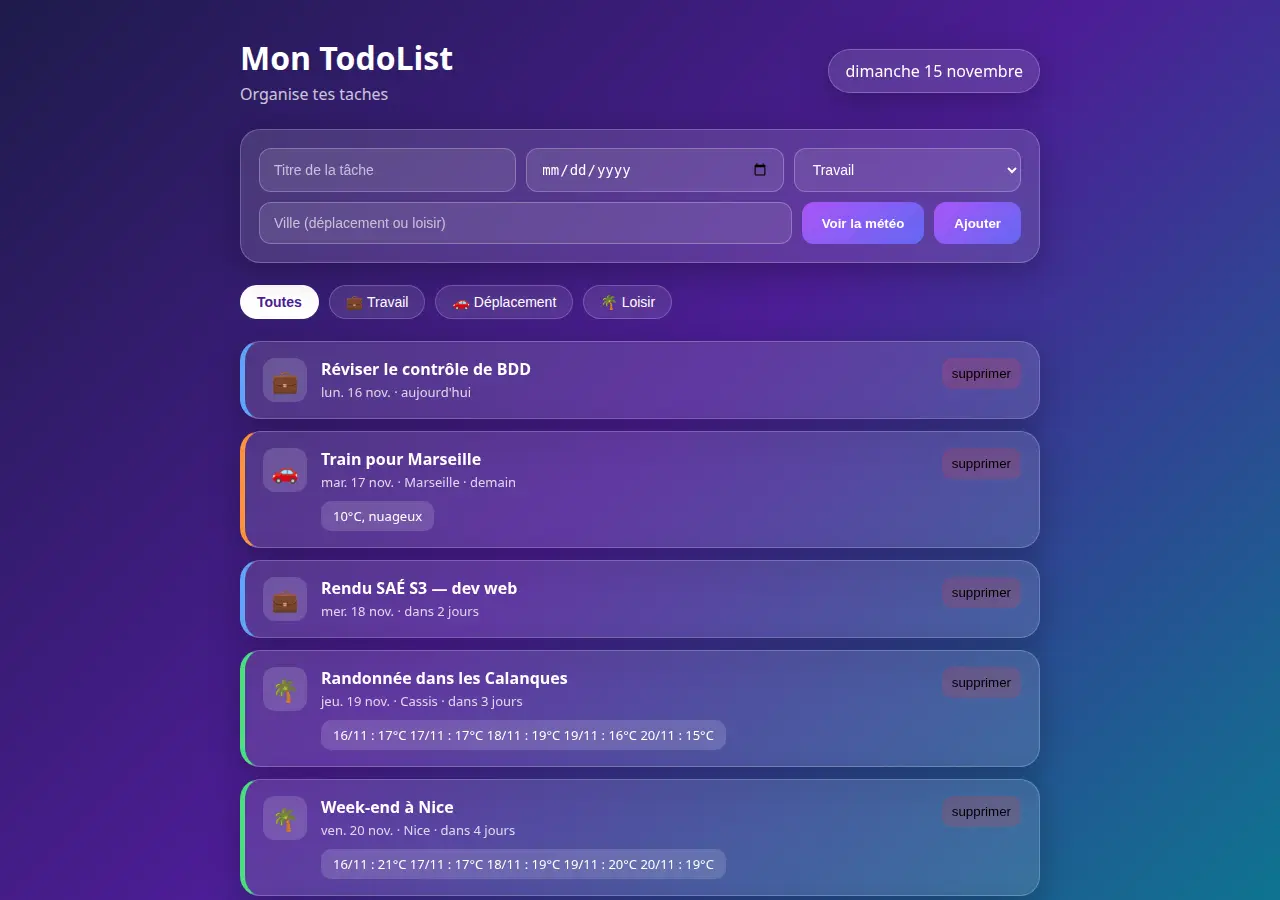 Mon TodoList
Organise tes taches
dimanche 15 novembre
Titre de la tâche
mm/dd/yyyy
Travail
Ville (déplacement ou loisir)
Voir la météo
Ajouter
Toutes
💼 Travail
🚗 Déplacement
🌴 Loisir
Réviser le contrôle de BDD
supprimer
lun. 16 nov. · aujourd'hui
Train pour Marseille
supprimer
mar. 17 nov. · Marseille · demain
10°C, nuageux
Rendu SAÉ S3 — dev web
supprimer
mer. 18 nov. · dans 2 jours
Randonnée dans les Calanques
supprimer
jeu. 19 nov. · Cassis · dans 3 jours
16/11 : 17°C 17/11 : 17°C 18/11 : 19°C 19/11 : 16°C 20/11 : 15°C
Week-end à Nice
supprimer
ven. 20 nov. · Nice · dans 4 jours
16/11 : 21°C 17/11 : 17°C 18/11 : 19°C 19/11 : 20°C 20/11 : 19°C